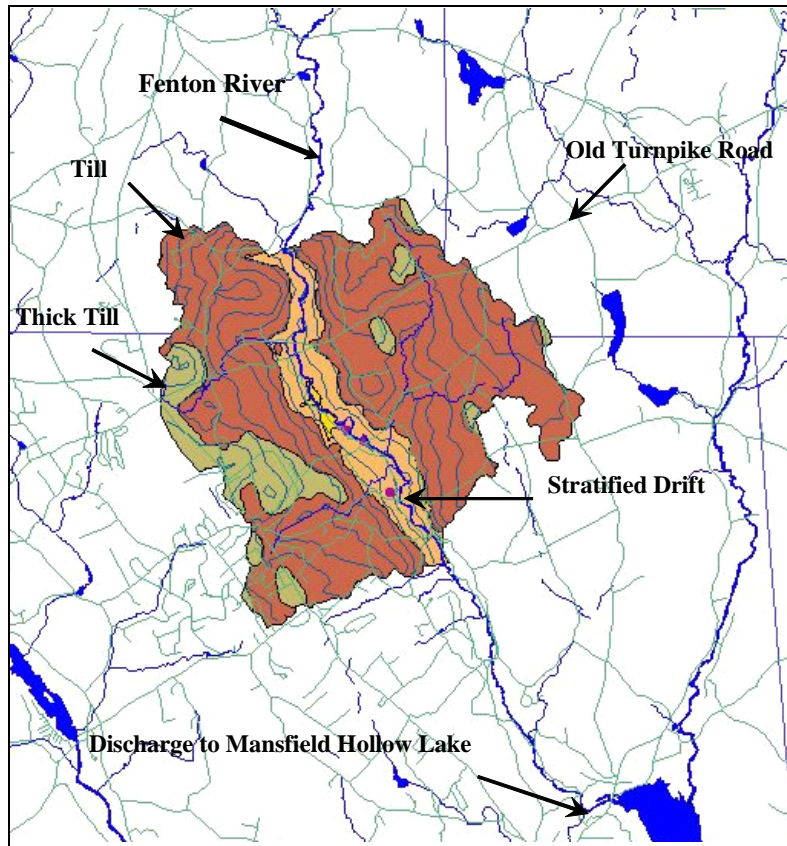 Fenton River
Old Turnpike Road
Till
Thick Till
Stratified Drift
Discharge to Mansfield Hollow Lake